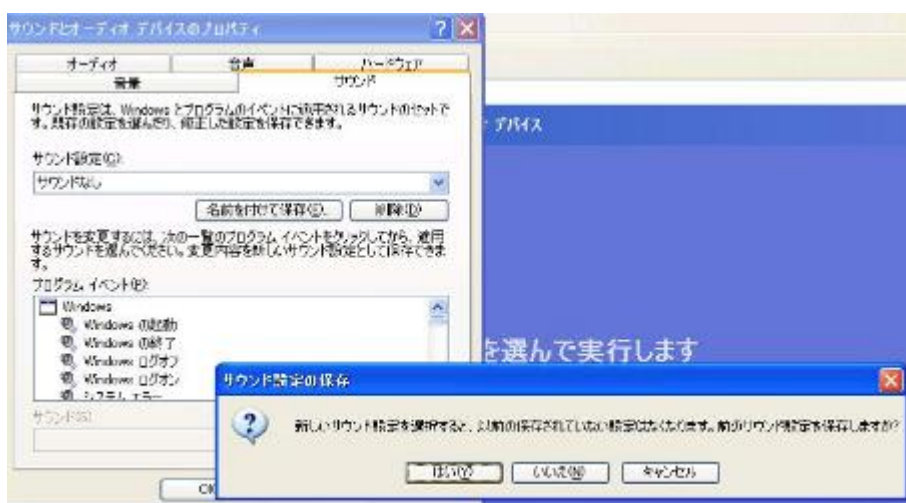 サウンドとオーディオ デバイスのプロパティ
オーディオ
音声
ハードウェア
音量
サウンド
サウンド設定は、Windows とプログラムのイベントに適用されるサウンドのセットで
す。既存の設定を選んだり、修正した設定を保存できます。
サウンド設定(C):
サウンドなし
名前を付けて保存(E)...
削除(D)
サウンドを変更するには、次の一覧のプログラム イベントをクリックしてから、適用
するサウンドを選んでください。変更内容を新しいサウンド設定として保存できま
す。
プログラム イベント(P):
Windows
Windows の起動
Windows の終了
Windows ログオフ
Windows ログオン
システム エラー
サウンド(S):
OK
デバイス
を選んで実行します
サウンド設定の保存
新しいサウンド設定を選択すると、以前の保存されていない設定はなくなります。前のサウンド設定を保存しますか?
はい(Y)
いいえ(N)
キャンセル